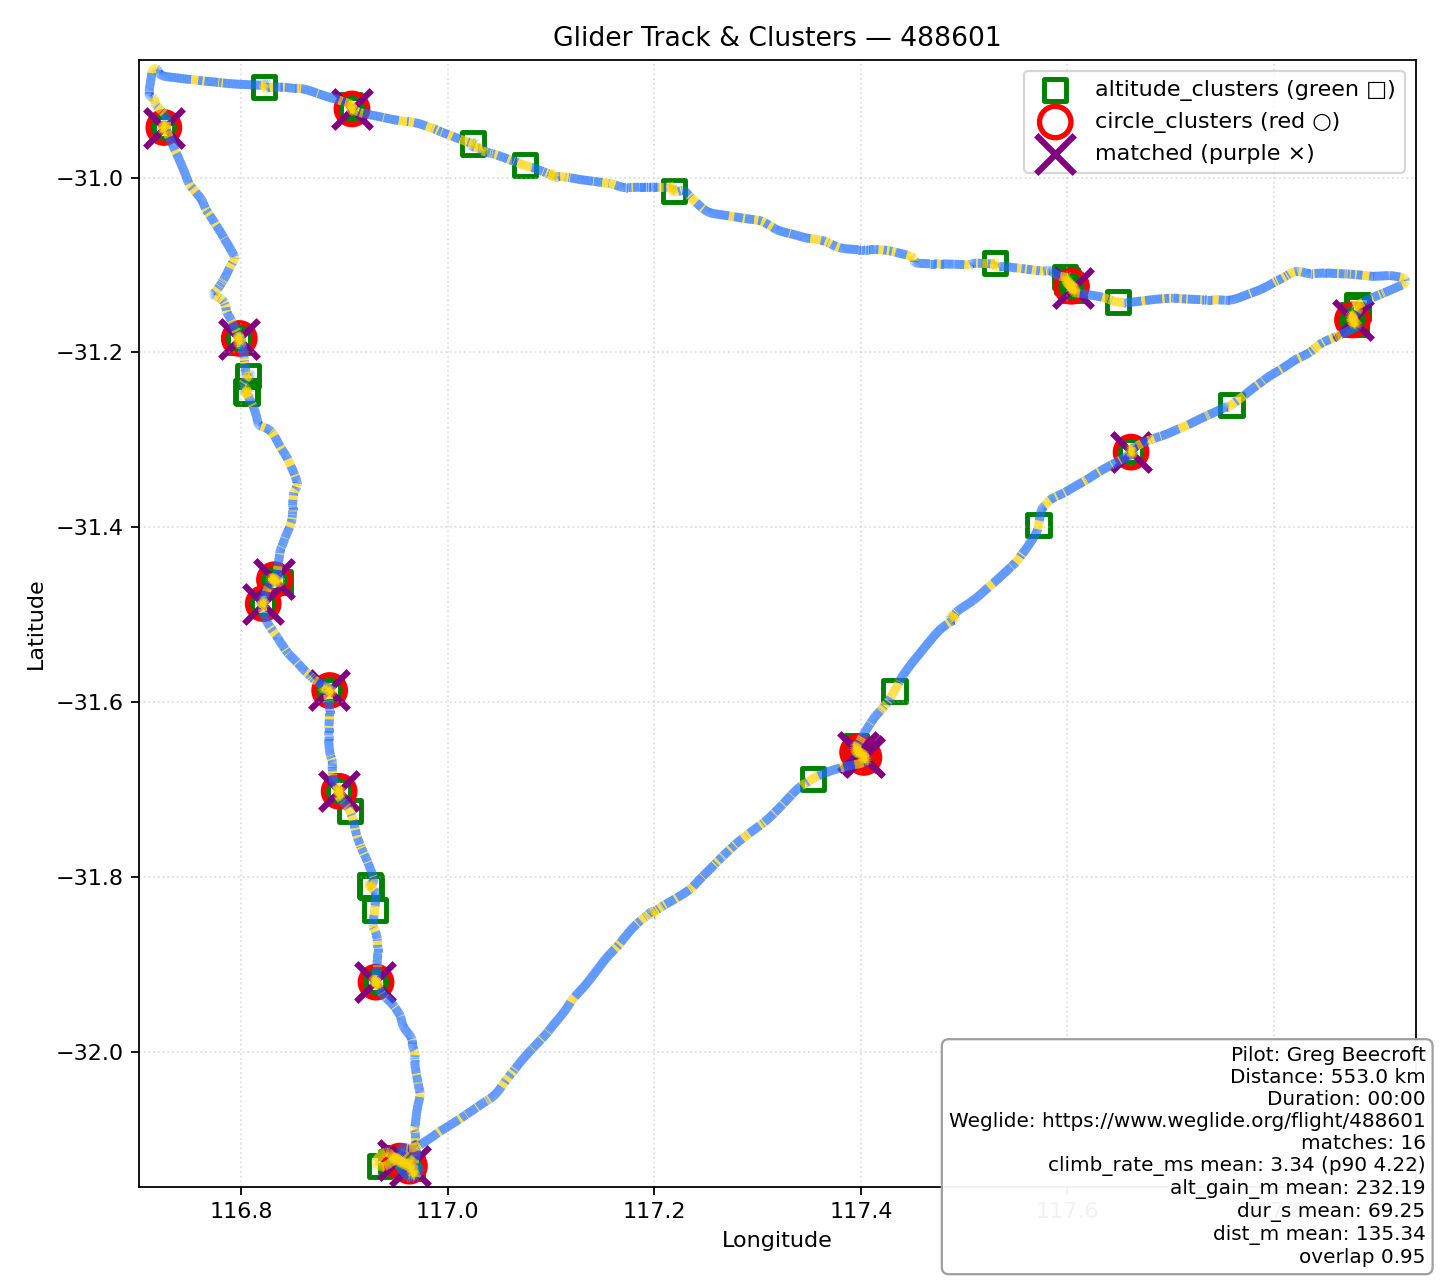 Glider Track & Clusters — 488601
altitude_clusters (green □)
circle_clusters (red ○)
matched (purple ×)
−31.0
−31.2
−31.4
−31.6
−31.8
−32.0
Latitude
116.8
117.0
117.2
117.4
117.6
Longitude
Pilot: Greg Beecroft
Distance: 553.0 km
Duration: 00:00
Weglide: https://www.weglide.org/flight/488601
matches: 16
climb_rate_ms mean: 3.34 (p90 4.22)
alt_gain_m mean: 232.19
dur_s mean: 69.25
dist_m mean: 135.34
overlap 0.95